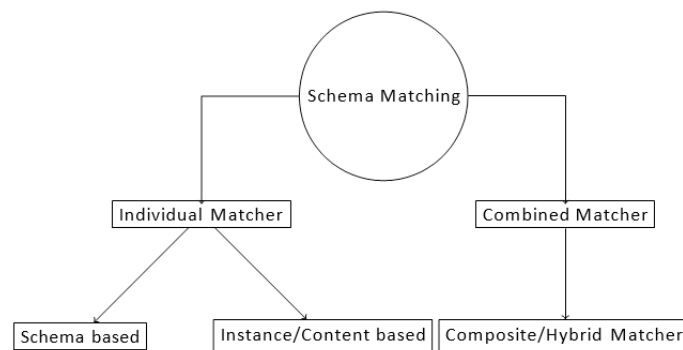 Schema Matching
Individual Matcher
Combined Matcher
Schema based
Instance/Content based
Composite/Hybrid Matcher